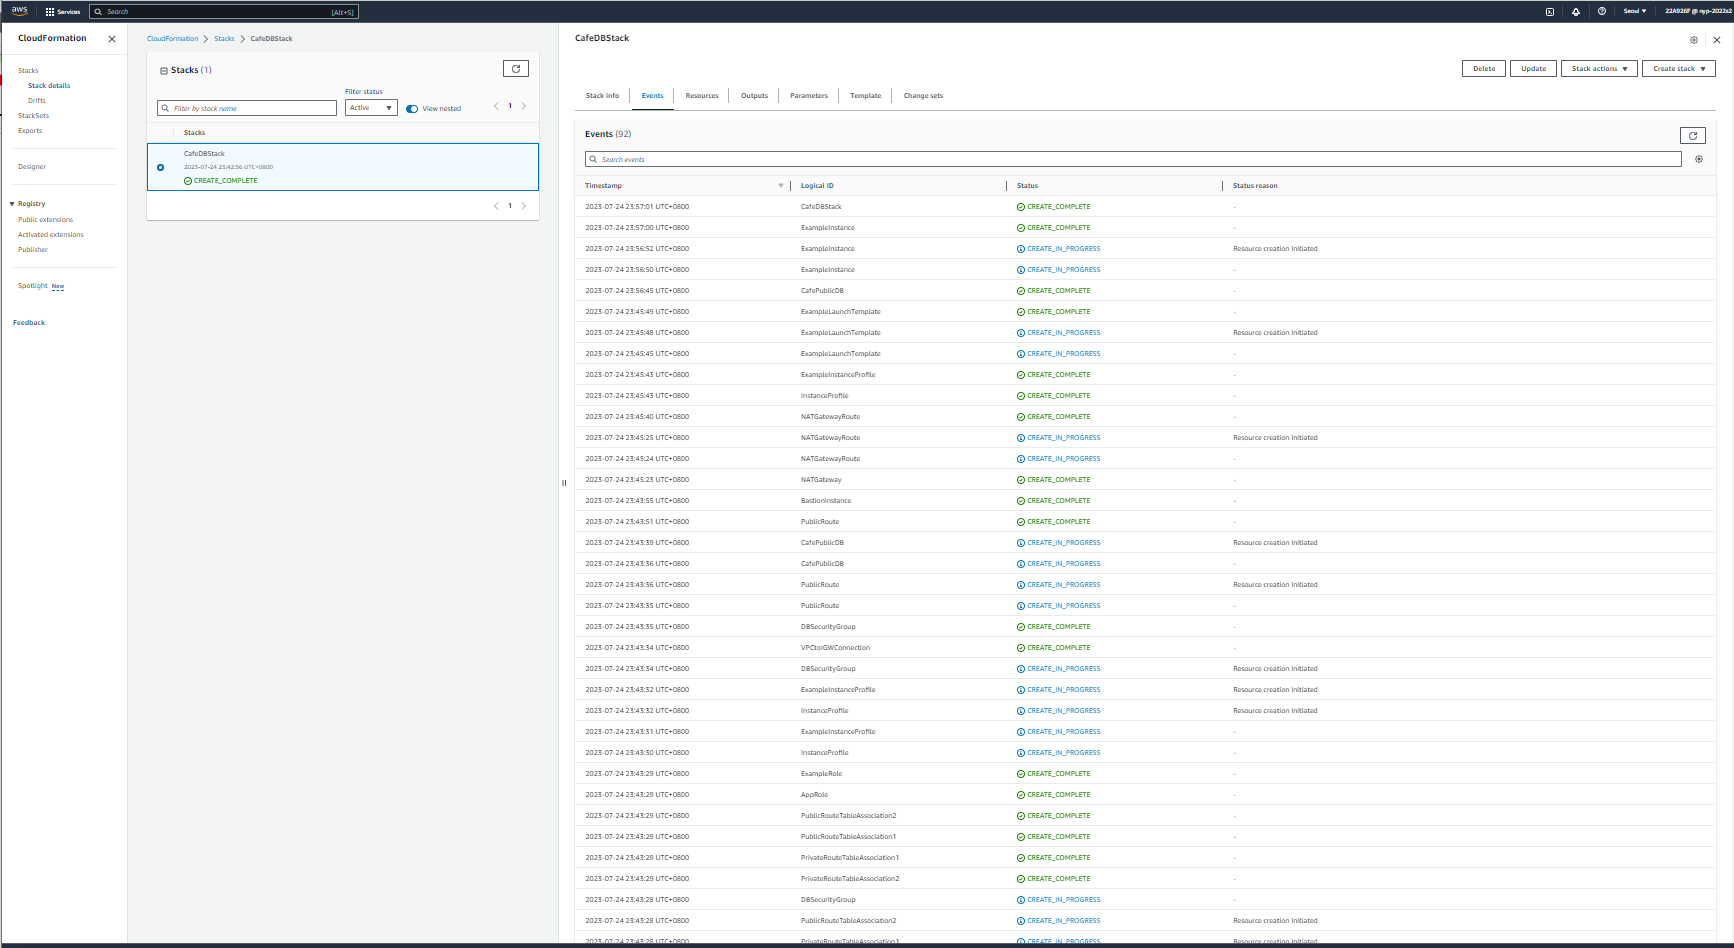 aws
Services
Search
[Alt+S]
Seoul
22A926F @ nyp-2022s2
CloudFormation
Stacks
Stack details
Drifts
StackSets
Exports
Designer
Registry
Public extensions
Activated extensions
Publisher
Spotlight New
Feedback
CloudFormation > Stacks > CafeDBStack
Stacks (1)
Filter status
Filter by stack name
Active
View nested
1
Stacks
CafeDBStack
2023-07-24 23:42:56 UTC+0800
CREATE_COMPLETE
1
CafeDBStack
Delete
Update
Stack actions
Create stack
Stack info
Events
Resources
Outputs
Parameters
Template
Change sets
Events (92)
Search events
Timestamp Logical ID Status Status reason
2023-07-24 23:57:01 UTC+0800 CafeDBStack CREATE_COMPLETE -
2023-07-24 23:57:00 UTC+0800 ExampleInstance CREATE_COMPLETE -
2023-07-24 23:56:52 UTC+0800 ExampleInstance CREATE_IN_PROGRESS Resource creation Initiated
2023-07-24 23:56:50 UTC+0800 ExampleInstance CREATE_IN_PROGRESS -
2023-07-24 23:56:45 UTC+0800 CafePublicDB CREATE_COMPLETE -
2023-07-24 23:45:49 UTC+0800 ExampleLaunchTemplate CREATE_COMPLETE -
2023-07-24 23:45:48 UTC+0800 ExampleLaunchTemplate CREATE_IN_PROGRESS Resource creation Initiated
2023-07-24 23:45:45 UTC+0800 ExampleLaunchTemplate CREATE_IN_PROGRESS -
2023-07-24 23:45:43 UTC+0800 ExampleInstanceProfile CREATE_COMPLETE -
2023-07-24 23:45:43 UTC+0800 InstanceProfile CREATE_COMPLETE -
2023-07-24 23:45:40 UTC+0800 NATGatewayRoute CREATE_COMPLETE -
2023-07-24 23:45:25 UTC+0800 NATGatewayRoute CREATE_IN_PROGRESS Resource creation Initiated
2023-07-24 23:45:24 UTC+0800 NATGatewayRoute CREATE_IN_PROGRESS -
2023-07-24 23:45:23 UTC+0800 NATGateway CREATE_COMPLETE -
2023-07-24 23:43:55 UTC+0800 BastionInstance CREATE_COMPLETE -
2023-07-24 23:43:51 UTC+0800 PublicRoute CREATE_COMPLETE -
2023-07-24 23:43:39 UTC+0800 CafePublicDB CREATE_IN_PROGRESS Resource creation Initiated
2023-07-24 23:43:36 UTC+0800 CafePublicDB CREATE_IN_PROGRESS -
2023-07-24 23:43:36 UTC+0800 PublicRoute CREATE_IN_PROGRESS Resource creation Initiated
2023-07-24 23:43:35 UTC+0800 PublicRoute CREATE_IN_PROGRESS -
2023-07-24 23:43:35 UTC+0800 DBSecurityGroup CREATE_COMPLETE -
2023-07-24 23:43:34 UTC+0800 VPCtoIGWConnection CREATE_COMPLETE -
2023-07-24 23:43:34 UTC+0800 DBSecurityGroup CREATE_IN_PROGRESS Resource creation Initiated
2023-07-24 23:43:32 UTC+0800 ExampleInstanceProfile CREATE_IN_PROGRESS Resource creation Initiated
2023-07-24 23:43:32 UTC+0800 InstanceProfile CREATE_IN_PROGRESS Resource creation Initiated
2023-07-24 23:43:31 UTC+0800 ExampleInstanceProfile CREATE_IN_PROGRESS -
2023-07-24 23:43:30 UTC+0800 InstanceProfile CREATE_IN_PROGRESS -
2023-07-24 23:43:29 UTC+0800 ExampleRole CREATE_COMPLETE -
2023-07-24 23:43:29 UTC+0800 AppRole CREATE_COMPLETE -
2023-07-24 23:43:29 UTC+0800 PublicRouteTableAssociation2 CREATE_COMPLETE -
2023-07-24 23:43:29 UTC+0800 PublicRouteTableAssociation1 CREATE_COMPLETE -
2023-07-24 23:43:29 UTC+0800 PrivateRouteTableAssociation1 CREATE_COMPLETE -
2023-07-24 23:43:29 UTC+0800 PrivateRouteTableAssociation2 CREATE_COMPLETE -
2023-07-24 23:43:28 UTC+0800 DBSecurityGroup CREATE_IN_PROGRESS -
2023-07-24 23:43:28 UTC+0800 PublicRouteTableAssociation2 CREATE_IN_PROGRESS Resource creation Initiated
2023-07-24 23:43:28 UTC+0800 PrivateRouteTableAssociation1 CREATE_IN_PROGRESS Resource creation Initiated